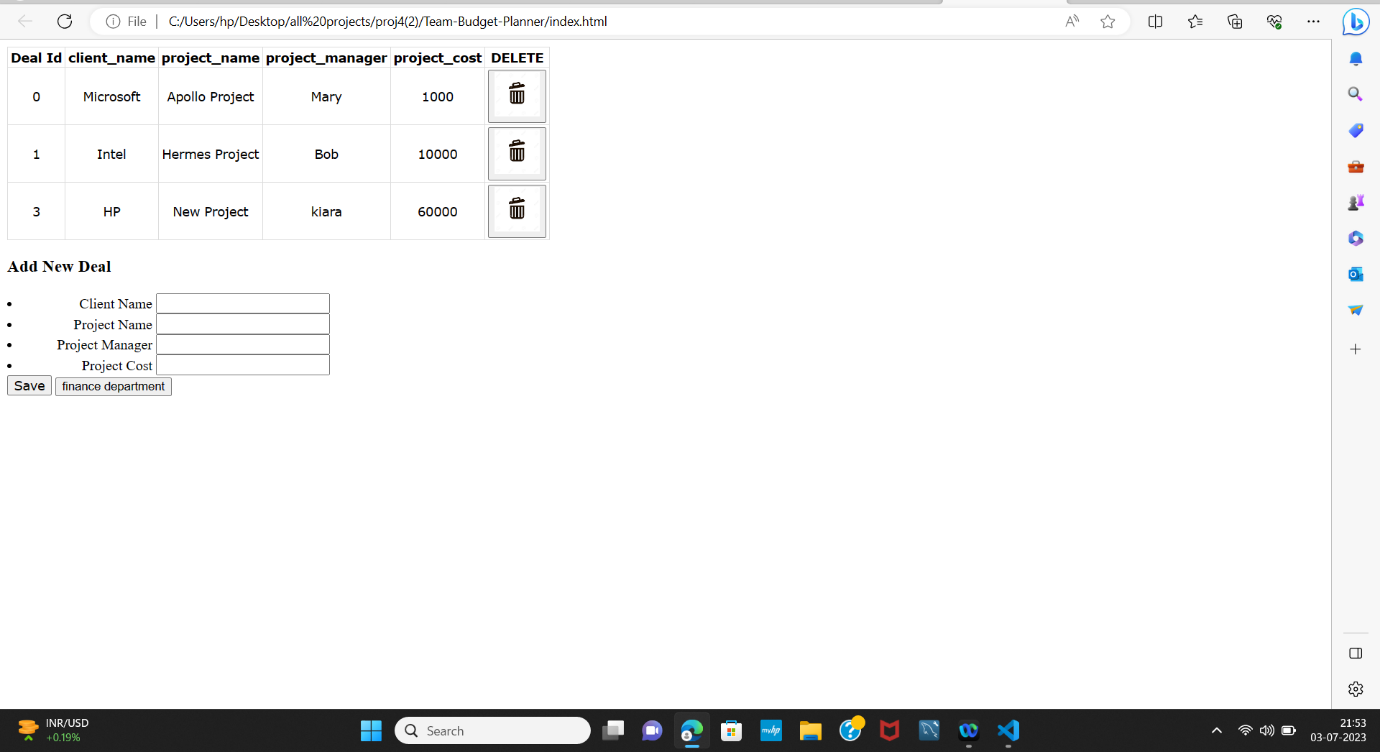 File | C:/Users/hp/Desktop/all%20projects/proj4(2)/Team-Budget-Planner/index.html
Deal Id client_name project_name project_manager project_cost DELETE
0 Microsoft Apollo Project Mary 1000
1 Intel Hermes Project Bob 10000
3 HP New Project kiara 60000
Add New Deal
Client Name
Project Name
Project Manager
Project Cost
Save finance department
INR/USD
+0.19%
Search
myhp
21:53
03-07-2023